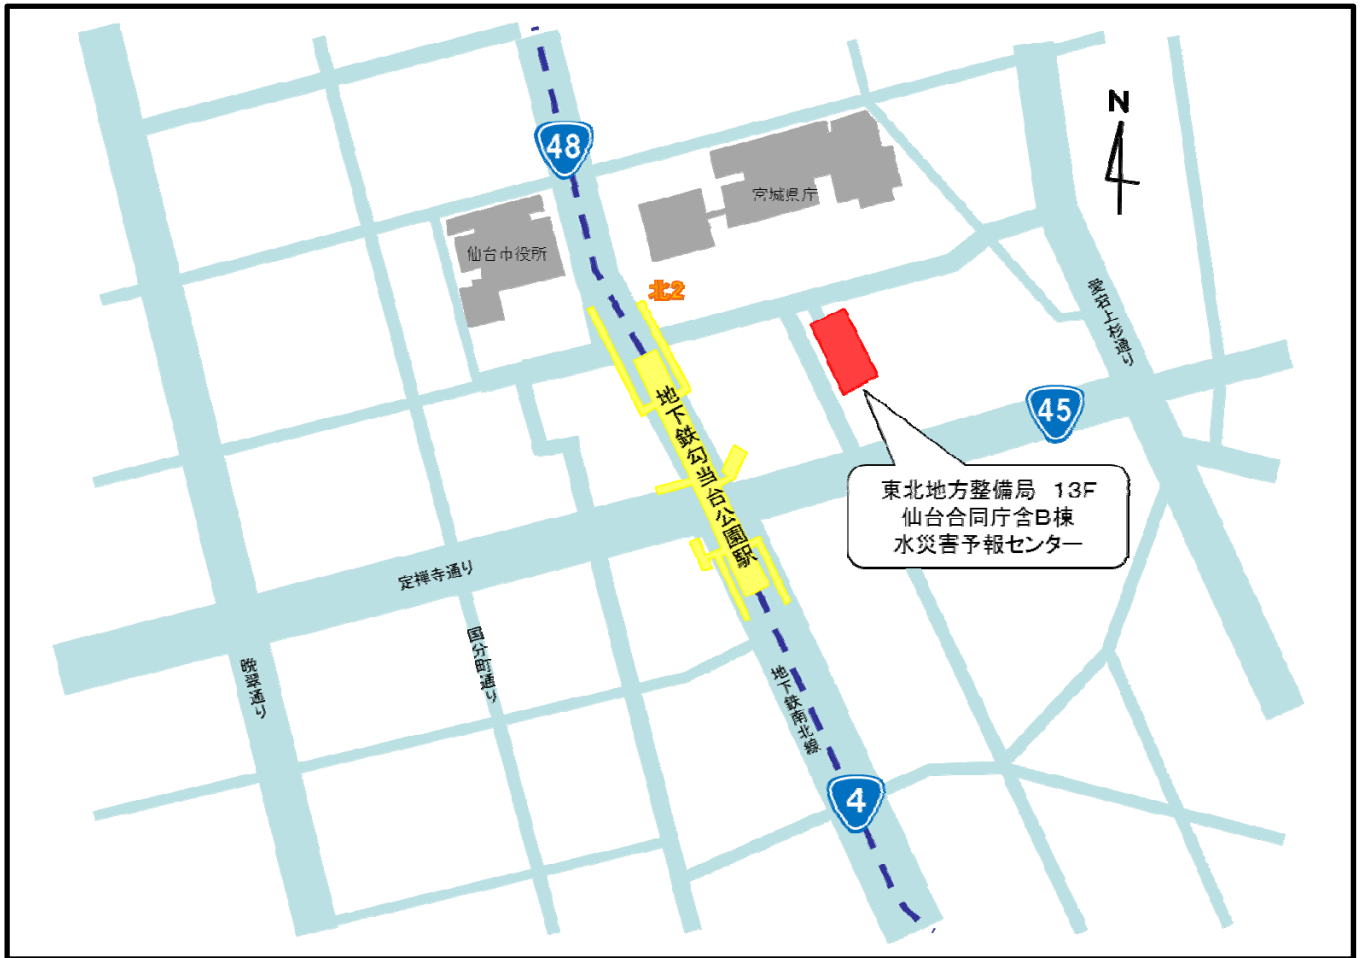 N
48
宮城県庁
仙台市役所
北2
愛宕上杉通り
45
地下鉄勾当台公園駅
東北地方整備局 13F
仙台合同庁舎B棟
水災害予報センター
定禅寺通り
国分町通り
晩翠通り
地下鉄南北線
4